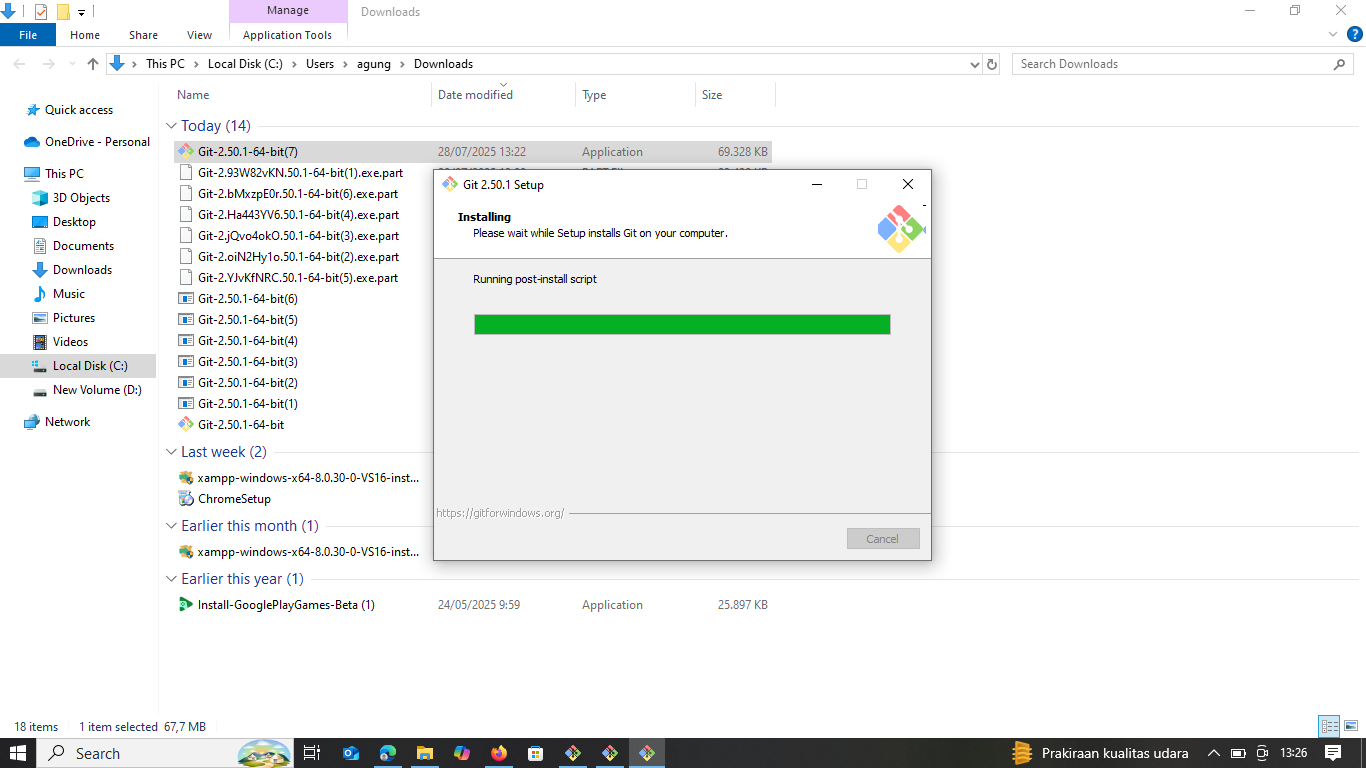 Manage
Downloads
File
Home
Share
View
Application Tools
This PC
Local Disk (C:)
Users
agung
Downloads
Search Downloads
Name
Date modified
Type
Size
Quick access
OneDrive - Personal
This PC
3D Objects
Desktop
Documents
Downloads
Music
Pictures
Videos
Local Disk (C:)
New Volume (D:)
Network
Today (14)
Git-2.50.1-64-bit(7) 28/07/2025 13:22 Application 69.328 KB
Git-2.93W82vKN.50.1-64-bit(1).exe.part
Git-2.bMxzpE0r.50.1-64-bit(6).exe.part
Git-2.Ha443YV6.50.1-64-bit(4).exe.part
Git-2.jQvo4okO.50.1-64-bit(3).exe.part
Git-2.oiN2Hy1o.50.1-64-bit(2).exe.part
Git-2.YJvKfNRC.50.1-64-bit(5).exe.part
Git-2.50.1-64-bit(6)
Git-2.50.1-64-bit(5)
Git-2.50.1-64-bit(4)
Git-2.50.1-64-bit(3)
Git-2.50.1-64-bit(2)
Git-2.50.1-64-bit(1)
Git-2.50.1-64-bit
Last week (2)
xampp-windows-x64-8.0.30-0-VS16-inst...
ChromeSetup
Earlier this month (1)
xampp-windows-x64-8.0.30-0-VS16-inst...
Earlier this year (1)
Install-GooglePlayGames-Beta (1) 24/05/2025 9:59 Application 25.897 KB
Git 2.50.1 Setup
Installing
Please wait while Setup installs Git on your computer.
Running post-install script
https://gitforwindows.org/
Cancel
18 items
1 item selected 67,7 MB
Search
Prakiraan kualitas udara
13:26